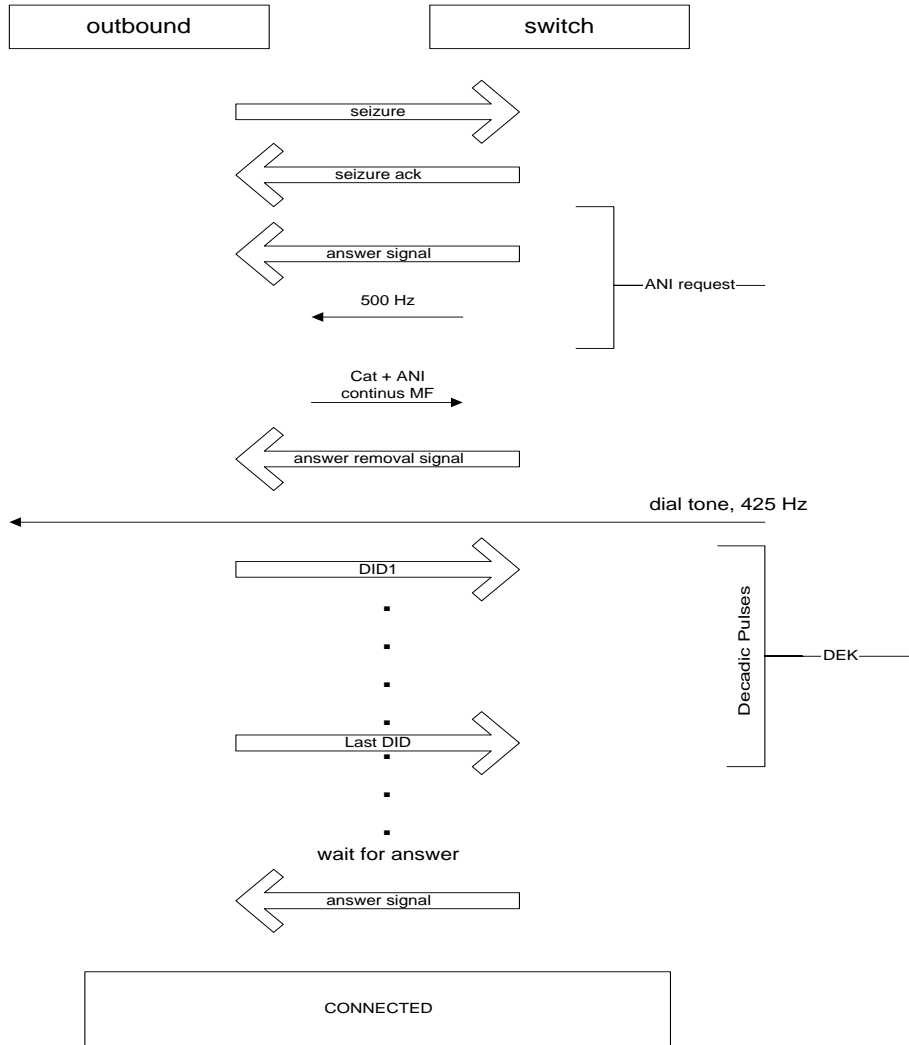 outbound
switch
seizure
seizure ack
answer signal
ANI request
500 Hz
Cat + ANI
continus MF
answer removal signal
dial tone, 425 Hz
DID1
Decadic Pulses
DEK
Last DID
wait for answer
answer signal
CONNECTED